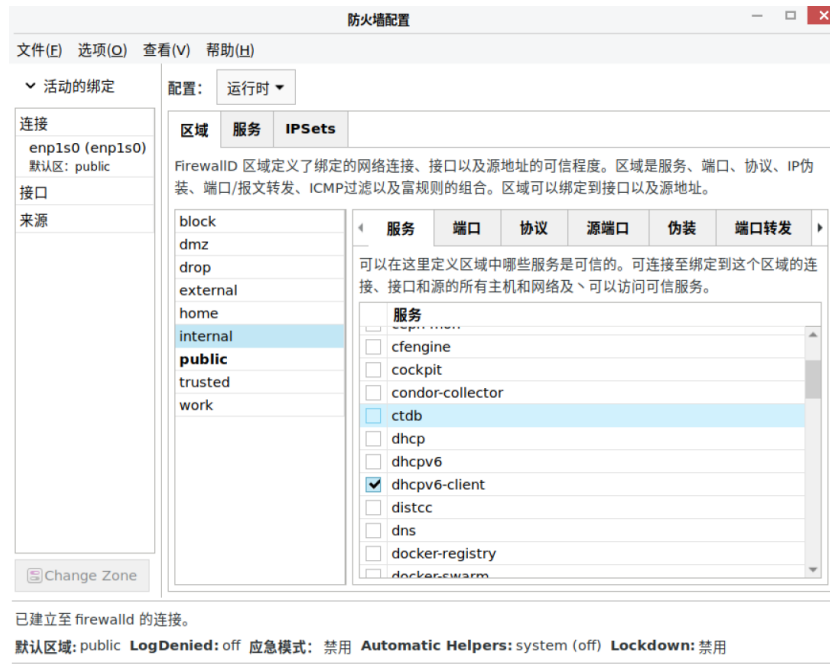 防火墙配置
文件(F) 选项(O) 查看(V) 帮助(H)
活动的绑定
连接
enp1s0 (enp1s0)
默认区: public
接口
来源
Change Zone
配置: 运行时
区域 服务 IPSets
FirewallD 区域定义了绑定的网络连接、接口以及源地址的可信程度。区域是服务、端口、协议、IP伪
装、端口/报文转发、ICMP过滤以及富规则的组合。区域可以绑定到接口以及源地址。
block
dmz
drop
external
home
internal
public
trusted
work
服务 端口 协议 源端口 伪装 端口转发
可以在这里定义区域中哪些服务是可信的。可连接至绑定到这个区域的连
接、接口和源的所有主机和网络及丶可以访问可信服务。
服务
ceph-mon
cfengine
cockpit
condor-collector
ctdb
dhcp
dhcpv6
dhcpv6-client
distcc
dns
docker-registry
docker-swarm
已建立至 firewalld 的连接。
默认区域: public LogDenied: off 应急模式: 禁用 Automatic Helpers: system (off) Lockdown: 禁用